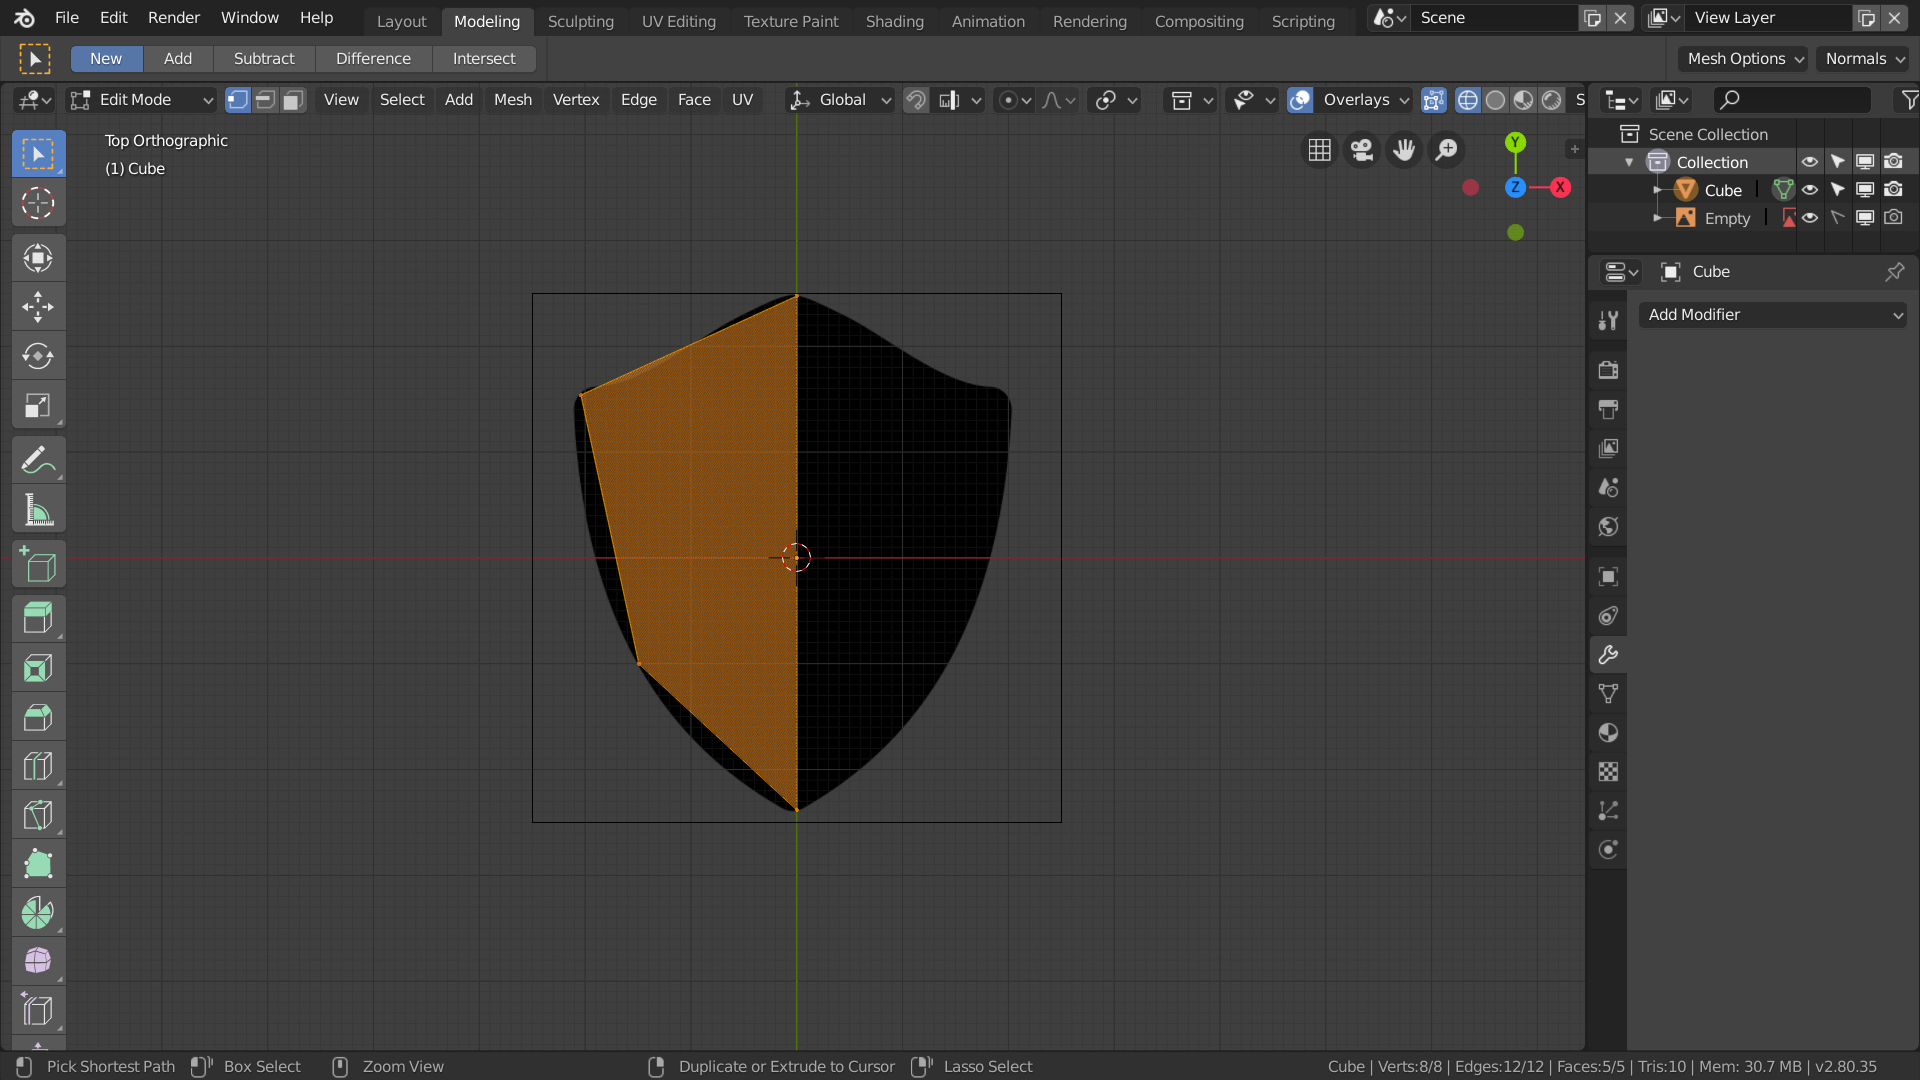 File Edit Render Window Help Layout Modeling Sculpting UV Editing Texture Paint Shading Animation Rendering Compositing Scripting Scene View Layer
New Add Subtract Difference Intersect Mesh Options Normals
Edit Mode View Select Add Mesh Vertex Edge Face UV Global Overlays S
Top Orthographic
(1) Cube
Y
Z X
Scene Collection
Collection
Cube
Empty
Cube
Add Modifier
Pick Shortest Path Box Select Zoom View Duplicate or Extrude to Cursor Lasso Select Cube | Verts:8/8 | Edges:12/12 | Faces:5/5 | Tris:10 | Mem: 30.7 MB | v2.80.35